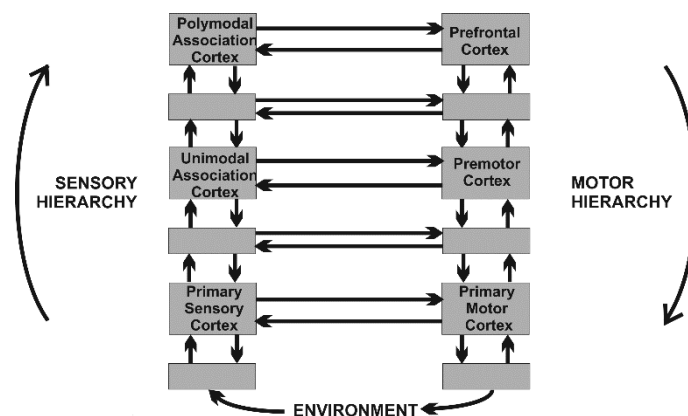 Polymodal
Association
Cortex
Prefrontal
Cortex
SENSORY
HIERARCHY
Unimodal
Association
Cortex
Premotor
Cortex
MOTOR
HIERARCHY
Primary
Sensory
Cortex
Primary
Motor
Cortex
ENVIRONMENT